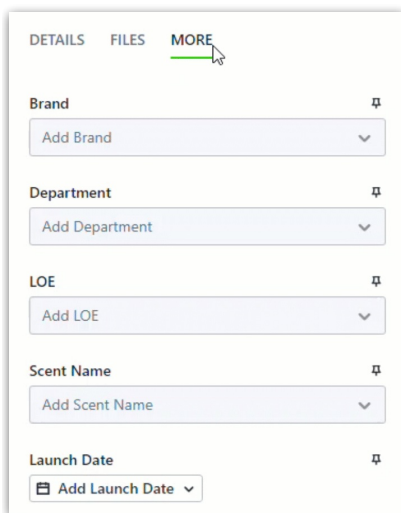 DETAILS FILES MORE
Brand
Add Brand
Department
Add Department
LOE
Add LOE
Scent Name
Add Scent Name
Launch Date
Add Launch Date